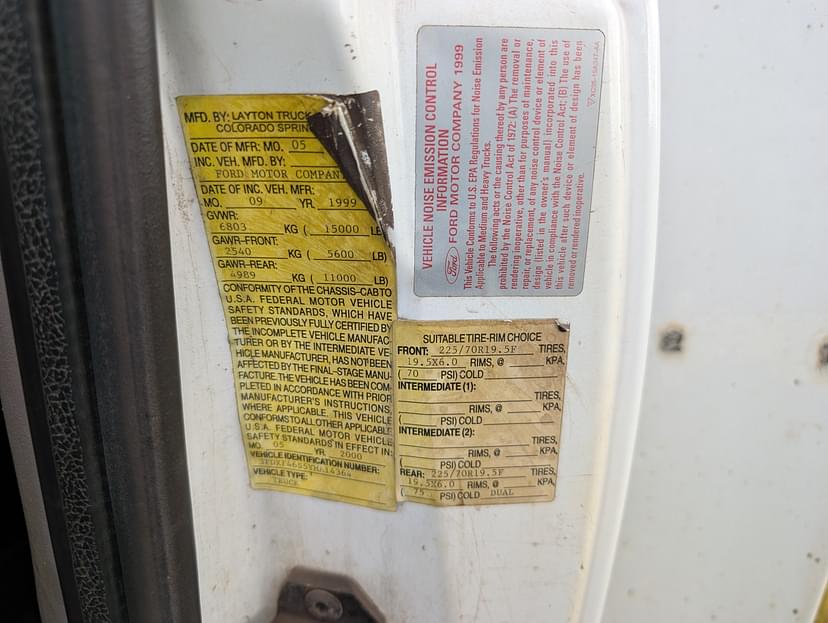 MFD. BY: LAYTON TRUCK
COLORADO SPRIN
DATE OF MFR: MO. 05
INC. VEH. MFD. BY:
FORD MOTOR COMPAN
DATE OF INC. VEH. MFR:
MO. 09 YR. 1999
GVWR:
6803 KG ( 15000 LB
GAWR-FRONT:
2540 KG ( 5600 LB)
GAWR-REAR:
4989 KG ( 11000 LB)
CONFORMITY OF THE CHASSIS-CAB TO
U.S.A. FEDERAL MOTOR VEHICLE
SAFETY STANDARDS, WHICH HAVE
BEEN PREVIOUSLY FULLY CERTIFIED BY
THE INCOMPLETE VEHICLE MANUFAC-
TURER OR BY THE INTERMEDIATE VE-
HICLE MANUFACTURER, HAS NOT BEEN
AFFECTED BY THE FINAL-STAGE MANU-
FACTURE. THE VEHICLE HAS BEEN COM-
PLETED IN ACCORDANCE WITH PRIOR
MANUFACTURER'S INSTRUCTIONS,
WHERE APPLICABLE. THIS VEHICLE
CONFORMS TO ALL OTHER APPLICABLE
U.S.A. FEDERAL MOTOR VEHICLE
SAFETY STANDARDS IN EFFECT IN:
MO. 05 YR. 2000
VEHICLE IDENTIFICATION NUMBER:
VEHICLE TYPE:
TRUCK
VEHICLE NOISE EMISSION CONTROL
INFORMATION
Ford FORD MOTOR COMPANY 1999
This Vehicle Conforms to U.S. EPA Regulations for Noise Emission
Applicable to Medium and Heavy Trucks.
The following acts or the causing thereof by any person are
prohibited by the Noise Control Act of 1972: (A) The removal or
rendering inoperative, other than for purposes of maintenance,
repair, or replacement, of any noise control device or element of
design (listed in the owner's manual) incorporated into this
vehicle in compliance with the Noise Control Act; (B) The use of
this vehicle after such device or element of design has been
removed or rendered inoperative.
SUITABLE TIRE-RIM CHOICE
FRONT: 225/70R19.5F TIRES,
19.5X6.0 RIMS, @ KPA,
( 70 PSI) COLD
INTERMEDIATE (1):
TIRES,
RIMS, @ KPA,
( PSI) COLD
INTERMEDIATE (2):
TIRES,
RIMS, @ KPA,
( PSI) COLD
REAR: 225/70R19.5F TIRES,
19.5X6.0 RIMS, @ KPA,
( 75 PSI) COLD DUAL